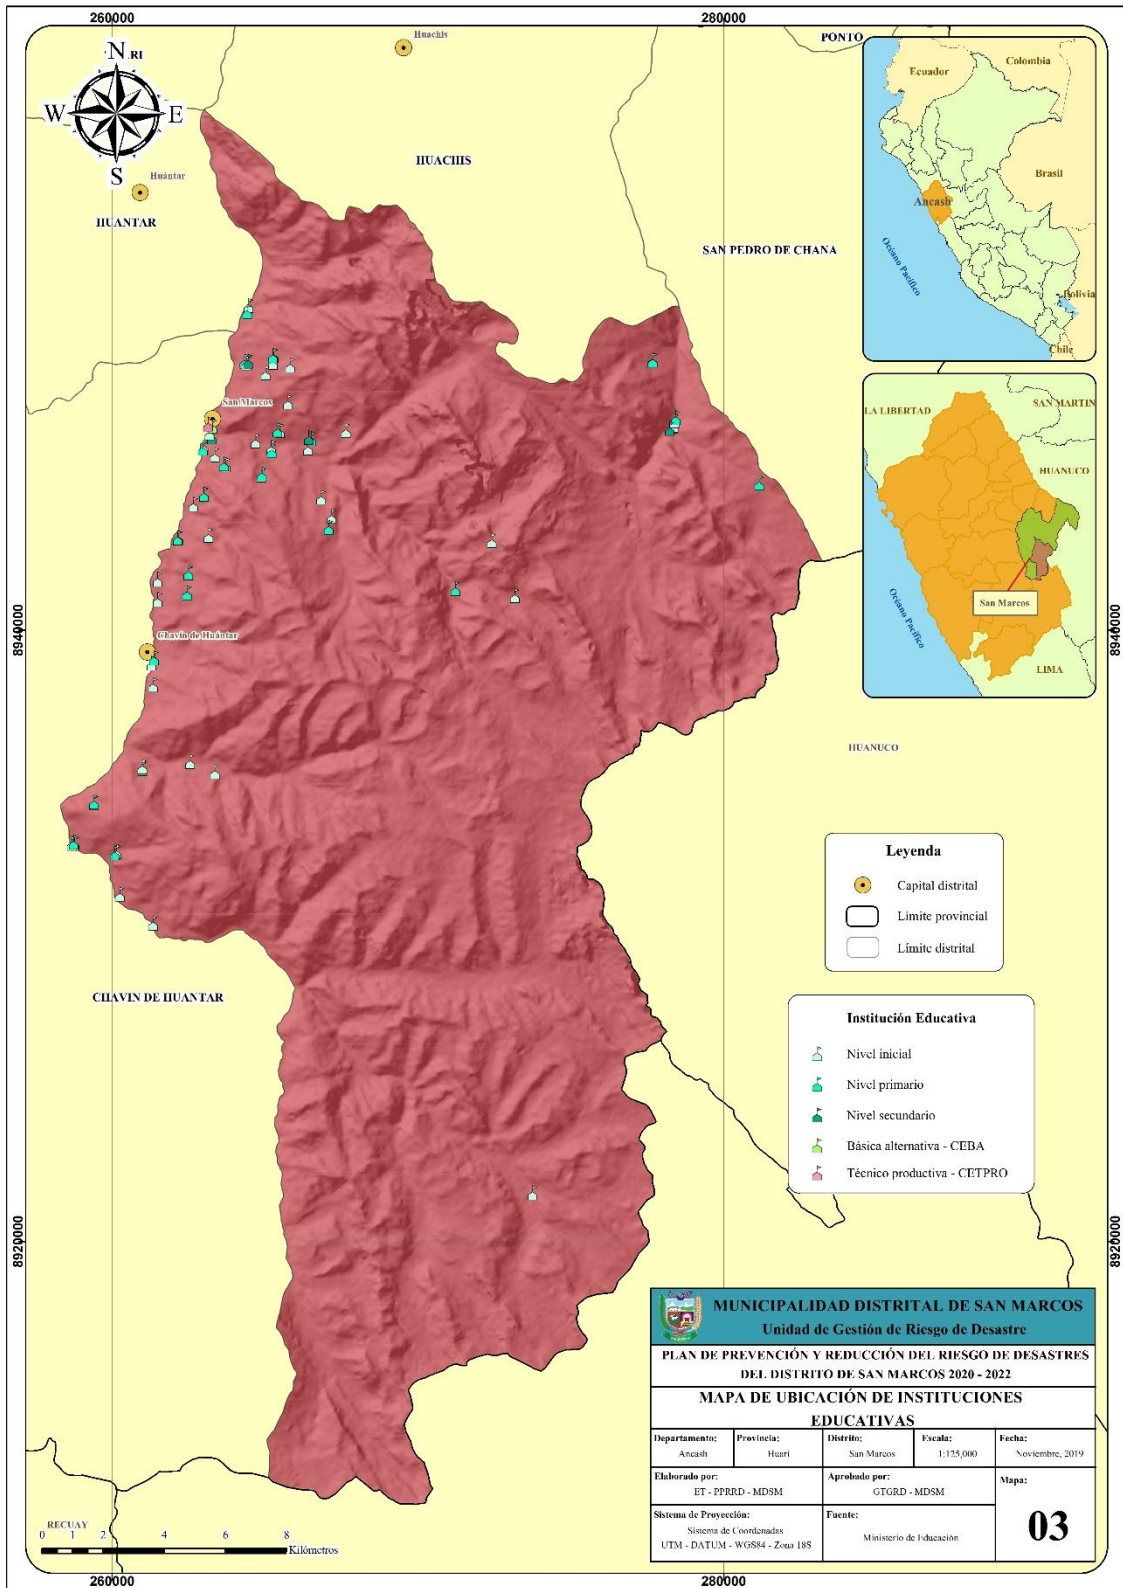 260000
280000
Huachis
PONTO
N
.RI
W
E
S
HUACHIS
Huántar
HUANTAR
SAN PEDRO DE CHANA
Ecuador
Colombia
Brasil
Ancash
Océano Pacífico
Bolivia
Chile
San Marcos
LA LIBERTAD
SAN MARTIN
HUANUCO
San Marcos
Océano Pacífico
LIMA
8940000
8940000
Chavín de Huántar
HUANUCO
Leyenda
Capital distrital
Límite provincial
Límite distrital
CHAVIN DE HUANTAR
Institución Educativa
Nivel inicial
Nivel primario
Nivel secundario
Básica alternativa - CEBA
Técnico productiva - CETPRO
8920000
8920000
MUNICIPALIDAD DISTRITAL DE SAN MARCOS
Unidad de Gestión de Riesgo de Desastre
PLAN DE PREVENCIÓN Y REDUCCIÓN DEL RIESGO DE DESASTRES
DEL DISTRITO DE SAN MARCOS 2020 - 2022
MAPA DE UBICACIÓN DE INSTITUCIONES
EDUCATIVAS
Departamento:
Ancash
Provincia:
Huari
Distrito:
San Marcos
Escala:
1:125,000
Fecha:
Noviembre, 2019
Elaborado por:
ET - PPRRD - MDSM
Aprobado por:
GTGRD - MDSM
Mapa:
03
Sistema de Proyección:
Sistema de Coordenadas
UTM - DATUM - WGS84 - Zona 18S
Fuente:
Ministerio de Educación
RECUAY
0 1 2 4 6 8
Kilómetros
260000
280000